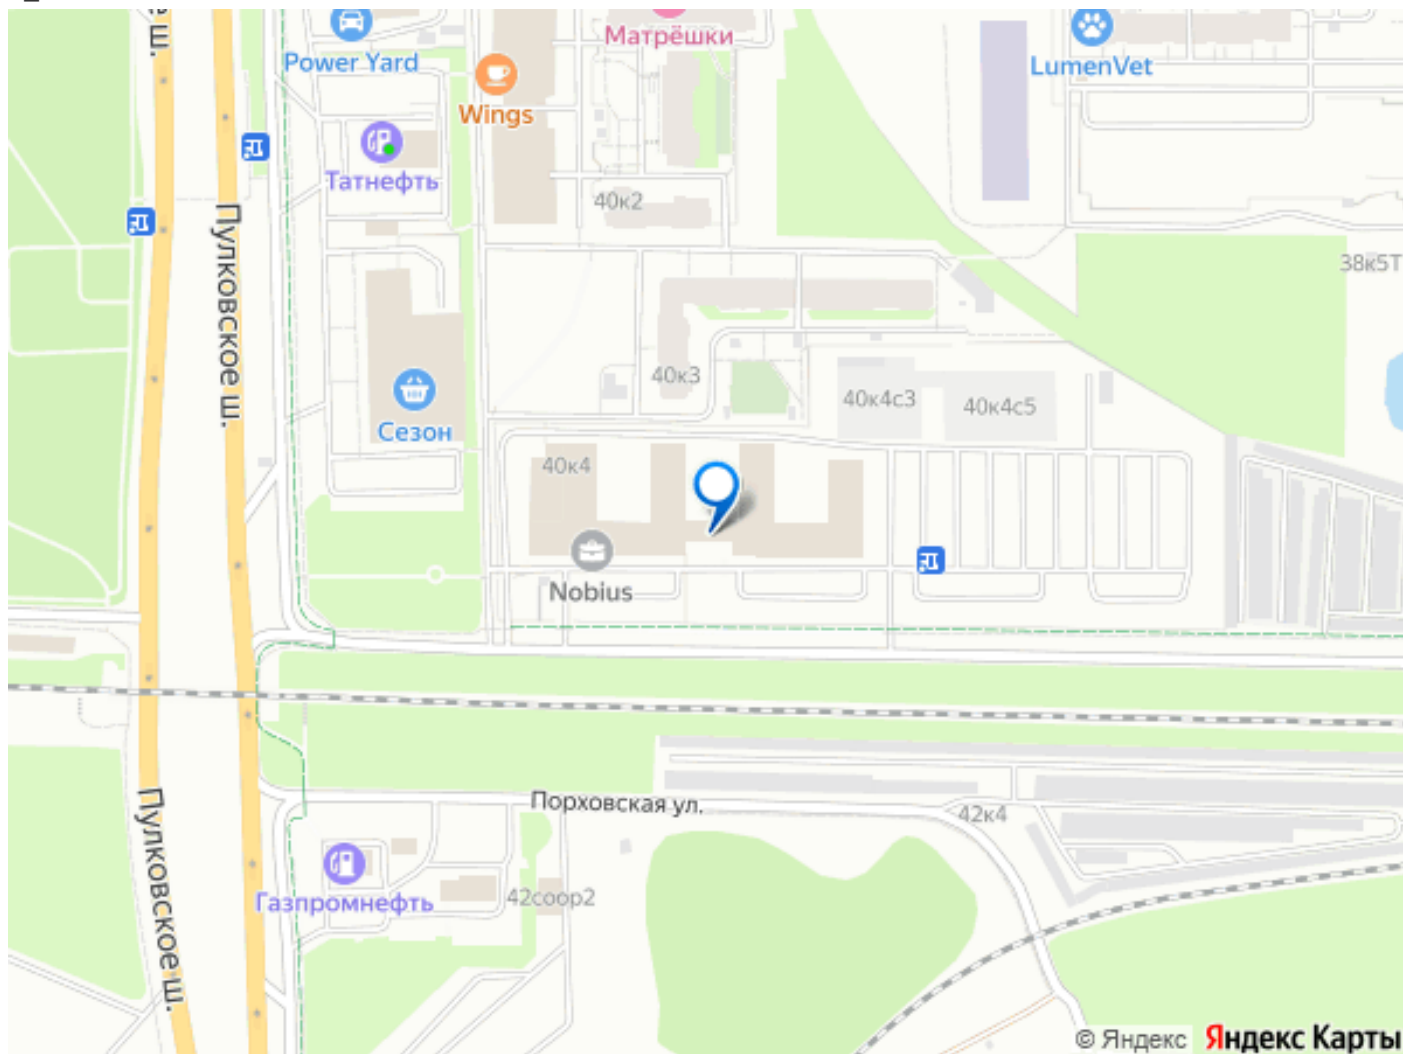 ш.
Матрёшки
Power Yard
LumenVet
Wings
Татнефть
40к2
Пулковское ш.
38к5Т
40к3
40к4с3
40к4с5
Сезон
40к4
Nobius
Порховская ул.
42к4
Пулковское ш.
Газпромнефть
42соор2
© Яндекс Яндекс Карты